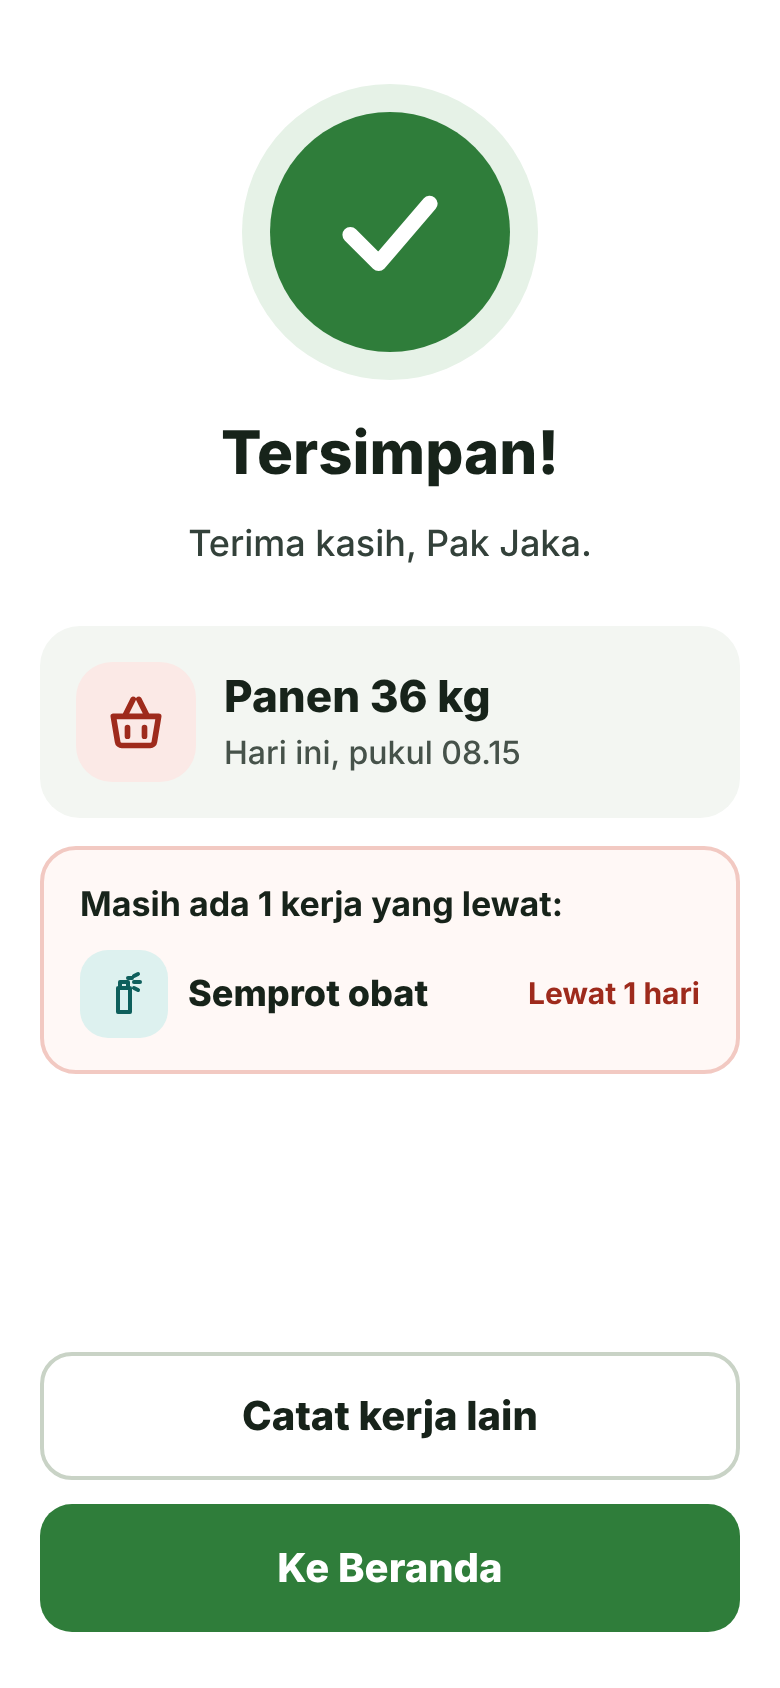 Tersimpan!
Terima kasih, Pak Jaka.
Panen 36 kg
Hari ini, pukul 08.15
Masih ada 1 kerja yang lewat:
Semprot obat
Lewat 1 hari
Catat kerja lain
Ke Beranda